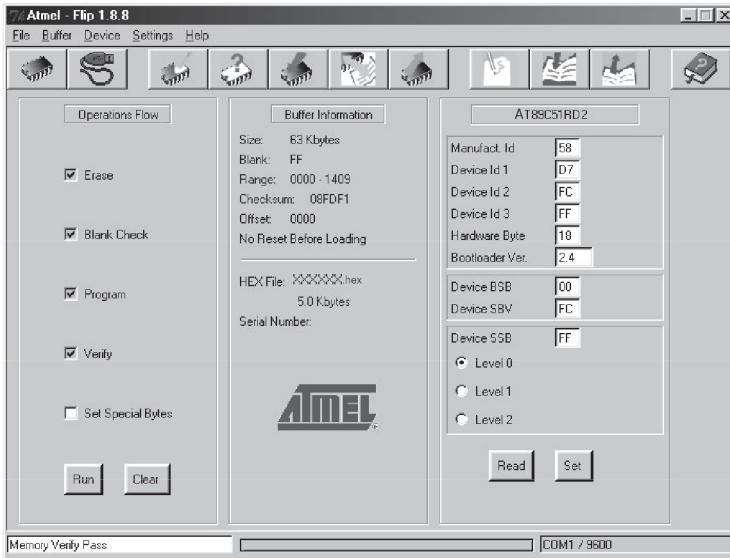 Atmel - Flip 1.8.8
File Buffer Device Settings Help
Operations Flow
Erase
Blank Check
Program
Verify
Set Special Bytes
Run Clear
Buffer Information
Size: 63 Kbytes
Blank: FF
Range: 0000 - 1409
Checksum: 08FDF1
Offset: 0000
No Reset Before Loading
HEX File: XXXXXX.hex
5.0 Kbytes
Serial Number:
ATMEL
AT89C51RD2
Manufact. Id 58
Device Id 1 D7
Device Id 2 FC
Device Id 3 FF
Hardware Byte 18
Bootloader Ver. 2.4
Device BSB 00
Device SBV FC
Device SSB FF
Level 0
Level 1
Level 2
Read Set
Memory Verify Pass
COM1 / 9600